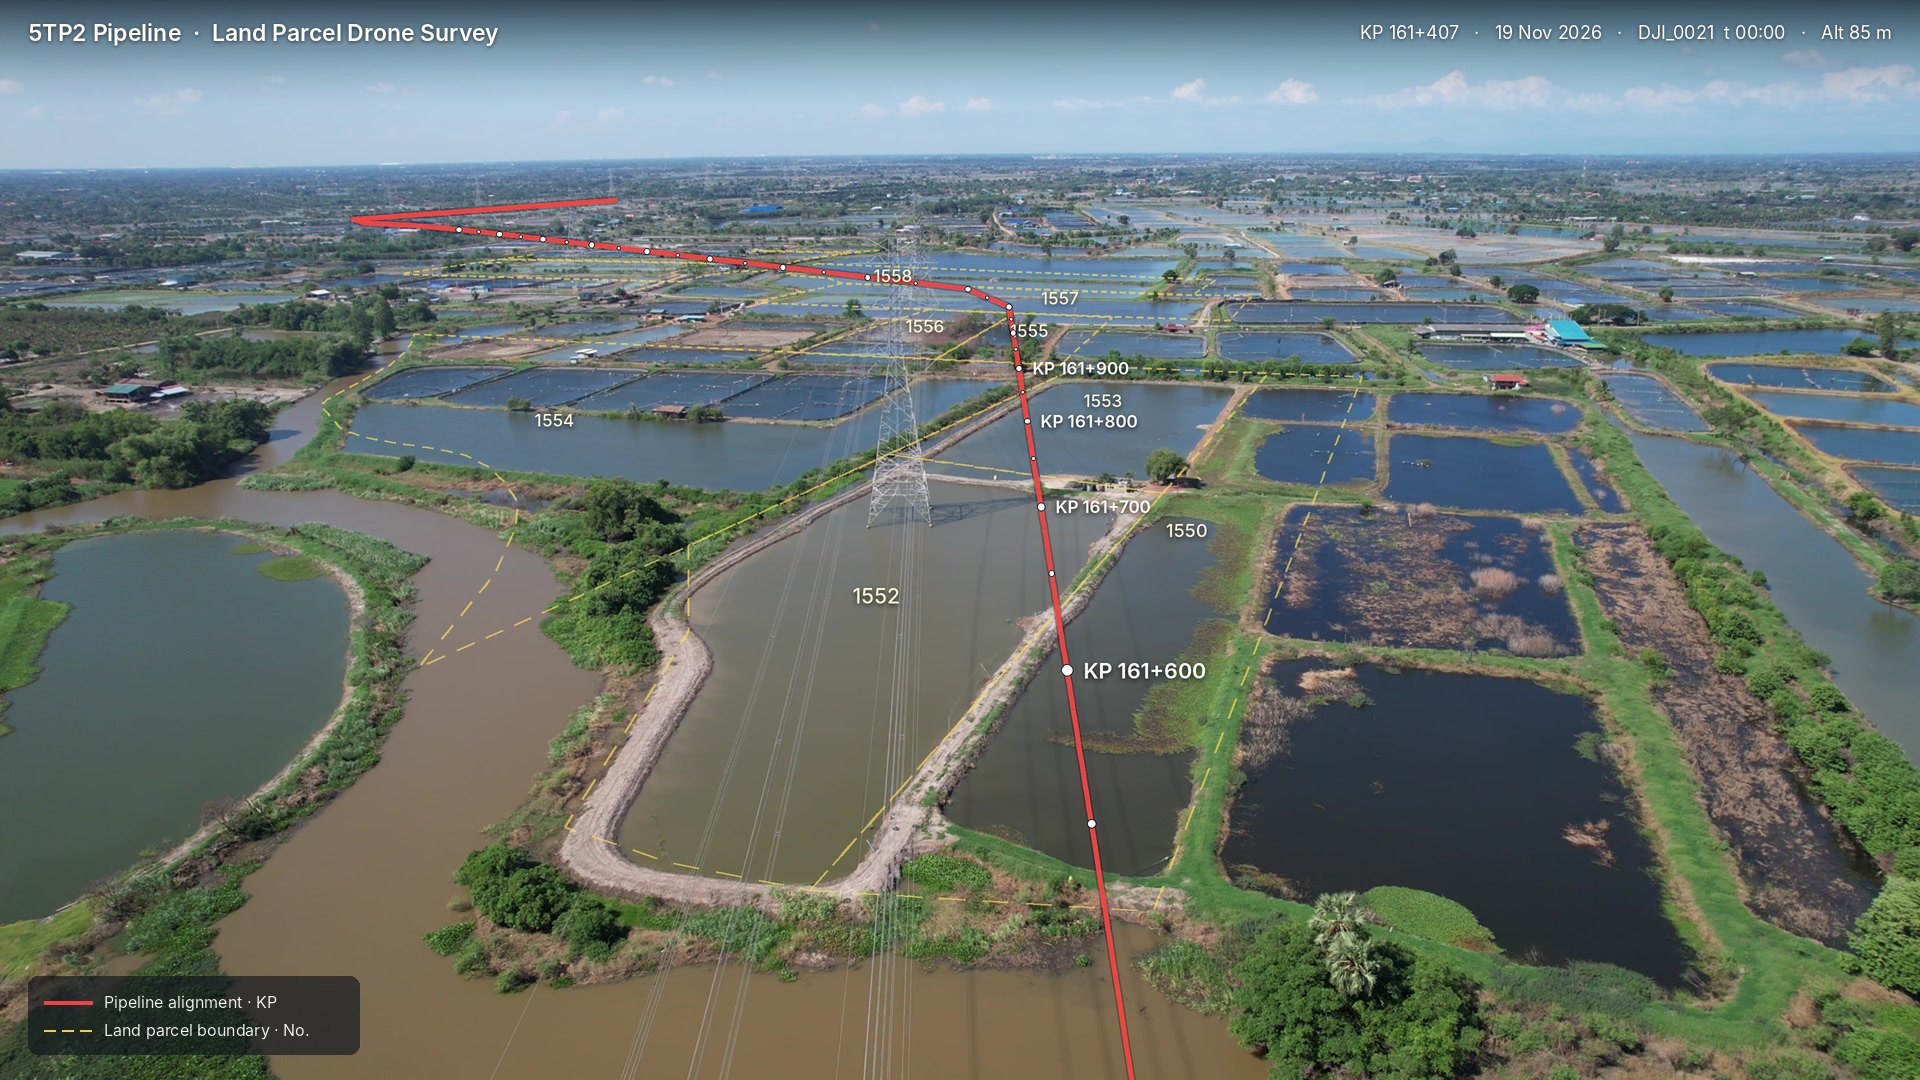 5TP2 Pipeline · Land Parcel Drone Survey
KP 161+407 · 19 Nov 2026 · DJI_0021 t 00:00 · Alt 85 m
1558
1557
1556
1555
KP 161+900
1553
1554
KP 161+800
KP 161+700
1550
1552
KP 161+600
Pipeline alignment · KP
Land parcel boundary · No.